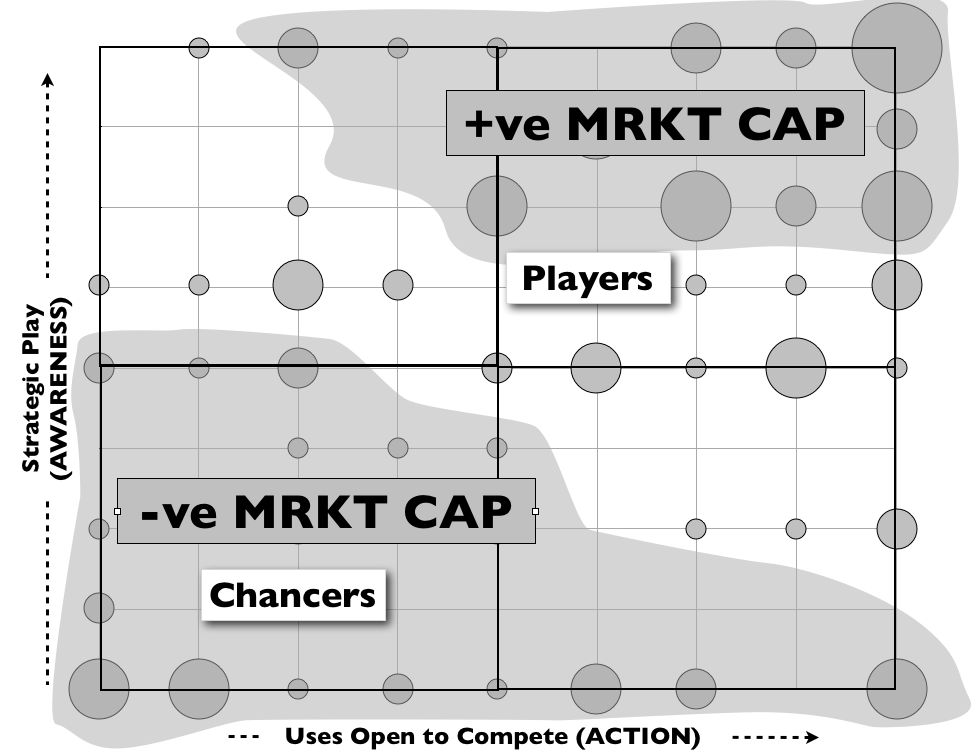 +ve MRKT CAP
Players
Strategic Play
(AWARENESS)
-ve MRKT CAP
Chancers
Uses Open to Compete (ACTION)